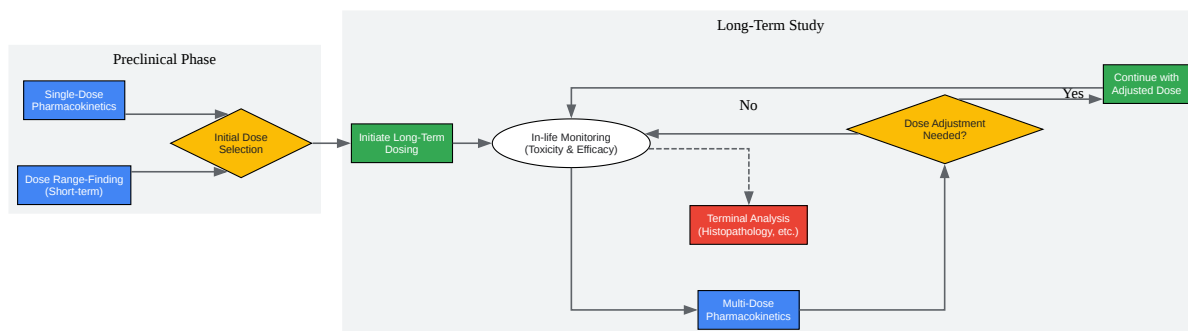 Long-Term Study
Preclinical Phase
Single-Dose
Pharmacokinetics
Dose Range-Finding
(Short-term)
Initial Dose
Selection
Initiate Long-Term
Dosing
In-life Monitoring
(Toxicity & Efficacy)
No
Terminal Analysis
(Histopathology, etc.)
Multi-Dose
Pharmacokinetics
Dose Adjustment
Needed?
Yes
Continue with
Adjusted Dose